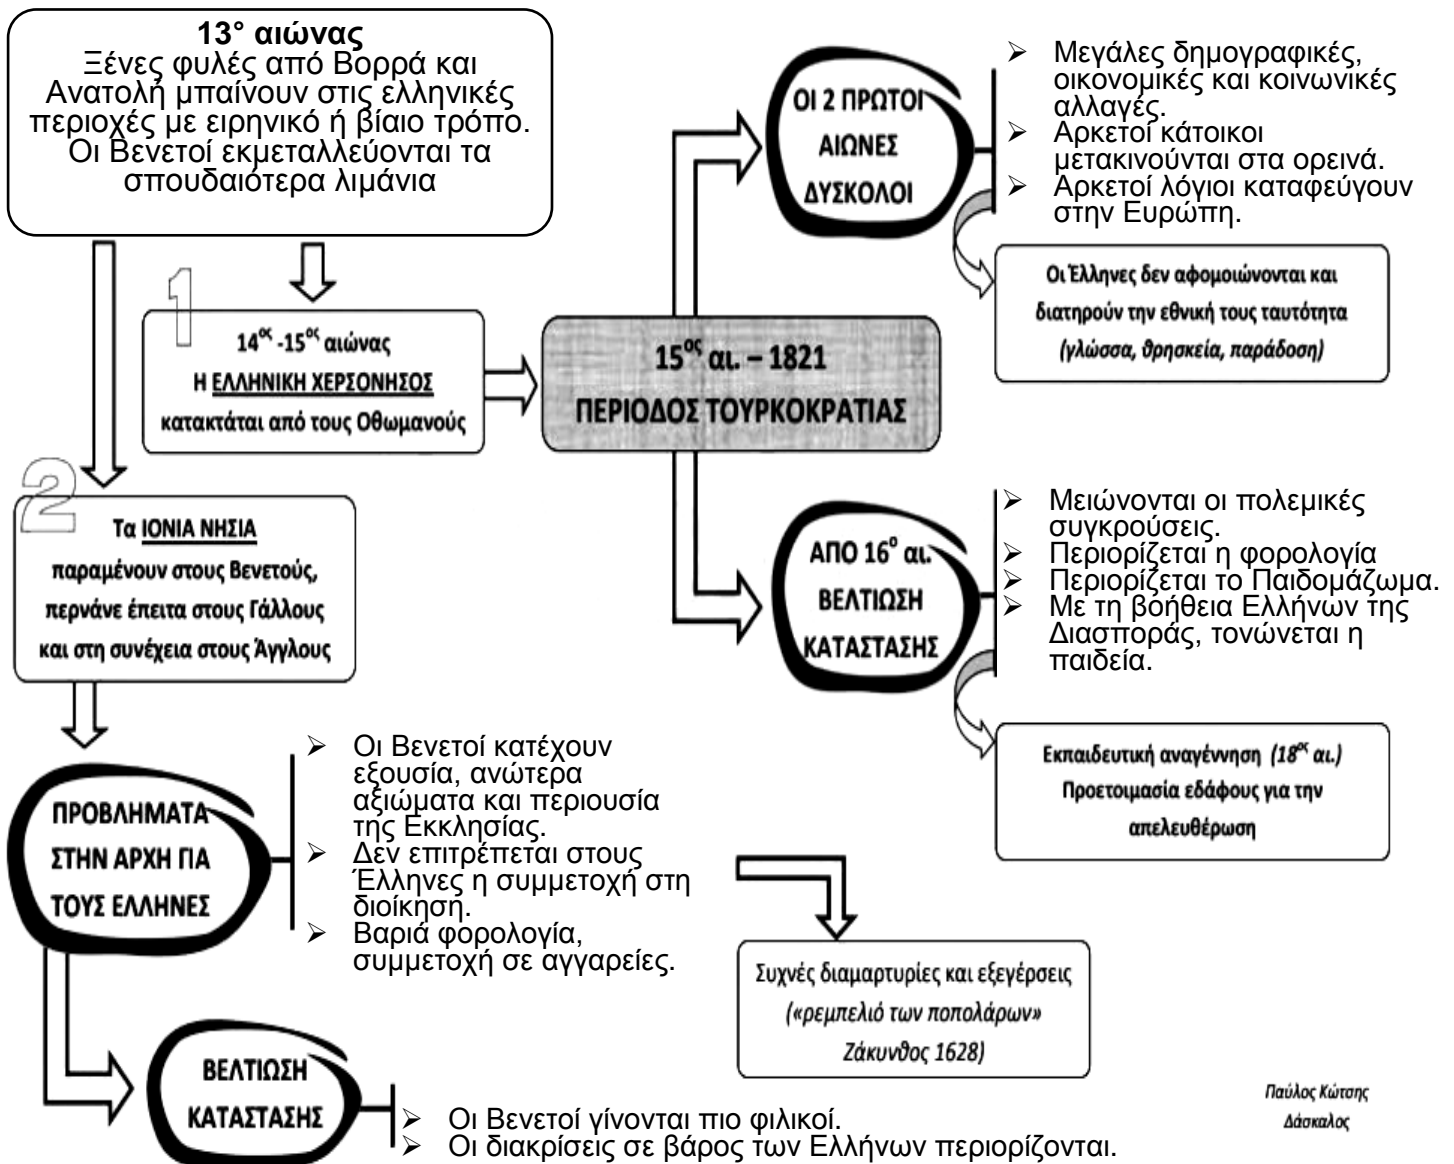 13° αιώνας
Ξένες φυλές από Βορρά και
Ανατολή μπαίνουν στις ελληνικές
περιοχές με ειρηνικό ή βίαιο τρόπο.
Οι Βενετοί εκμεταλλεύονται τα
σπουδαιότερα λιμάνια
1
14ος -15ος αιώνας
Η ΕΛΛΗΝΙΚΗ ΧΕΡΣΟΝΗΣΟΣ
κατακτάται από τους Οθωμανούς
15ος αι. – 1821
ΠΕΡΙΟΔΟΣ ΤΟΥΡΚΟΚΡΑΤΙΑΣ
ΟΙ 2 ΠΡΩΤΟΙ
ΑΙΩΝΕΣ
ΔΥΣΚΟΛΟΙ
➢ Μεγάλες δημογραφικές,
οικονομικές και κοινωνικές
αλλαγές.
➢ Αρκετοί κάτοικοι
μετακινούνται στα ορεινά.
➢ Αρκετοί λόγιοι καταφεύγουν
στην Ευρώπη.
Οι Έλληνες δεν αφομοιώνονται και
διατηρούν την εθνική τους ταυτότητα
(γλώσσα, θρησκεία, παράδοση)
ΑΠΟ 16ο αι.
ΒΕΛΤΙΩΣΗ
ΚΑΤΑΣΤΑΣΗΣ
➢ Μειώνονται οι πολεμικές
συγκρούσεις.
➢ Περιορίζεται η φορολογία
➢ Περιορίζεται το Παιδομάζωμα.
➢ Με τη βοήθεια Ελλήνων της
Διασποράς, τονώνεται η
παιδεία.
Εκπαιδευτική αναγέννηση (18ος αι.)
Προετοιμασία εδάφους για την
απελευθέρωση
2
Τα ΙΟΝΙΑ ΝΗΣΙΑ
παραμένουν στους Βενετούς,
περνάνε έπειτα στους Γάλλους
και στη συνέχεια στους Άγγλους
ΠΡΟΒΛΗΜΑΤΑ
ΣΤΗΝ ΑΡΧΗ ΓΙΑ
ΤΟΥΣ ΕΛΛΗΝΕΣ
➢ Οι Βενετοί κατέχουν
εξουσία, ανώτερα
αξιώματα και περιουσία
της Εκκλησίας.
➢ Δεν επιτρέπεται στους
Έλληνες η συμμετοχή στη
διοίκηση.
➢ Βαριά φορολογία,
συμμετοχή σε αγγαρείες.
Συχνές διαμαρτυρίες και εξεγέρσεις
(«ρεμπελιό των ποπολάρων»
Ζάκυνθος 1628)
ΒΕΛΤΙΩΣΗ
ΚΑΤΑΣΤΑΣΗΣ
➢ Οι Βενετοί γίνονται πιο φιλικοί.
➢ Οι διακρίσεις σε βάρος των Ελλήνων περιορίζονται.
Παύλος Κώτσης
Δάσκαλος